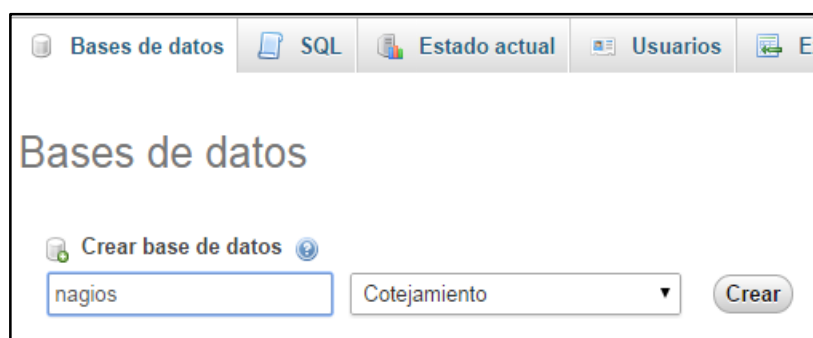 Bases de datos SQL Estado actual Usuarios E
Bases de datos
Crear base de datos
nagios Cotejamiento Crear